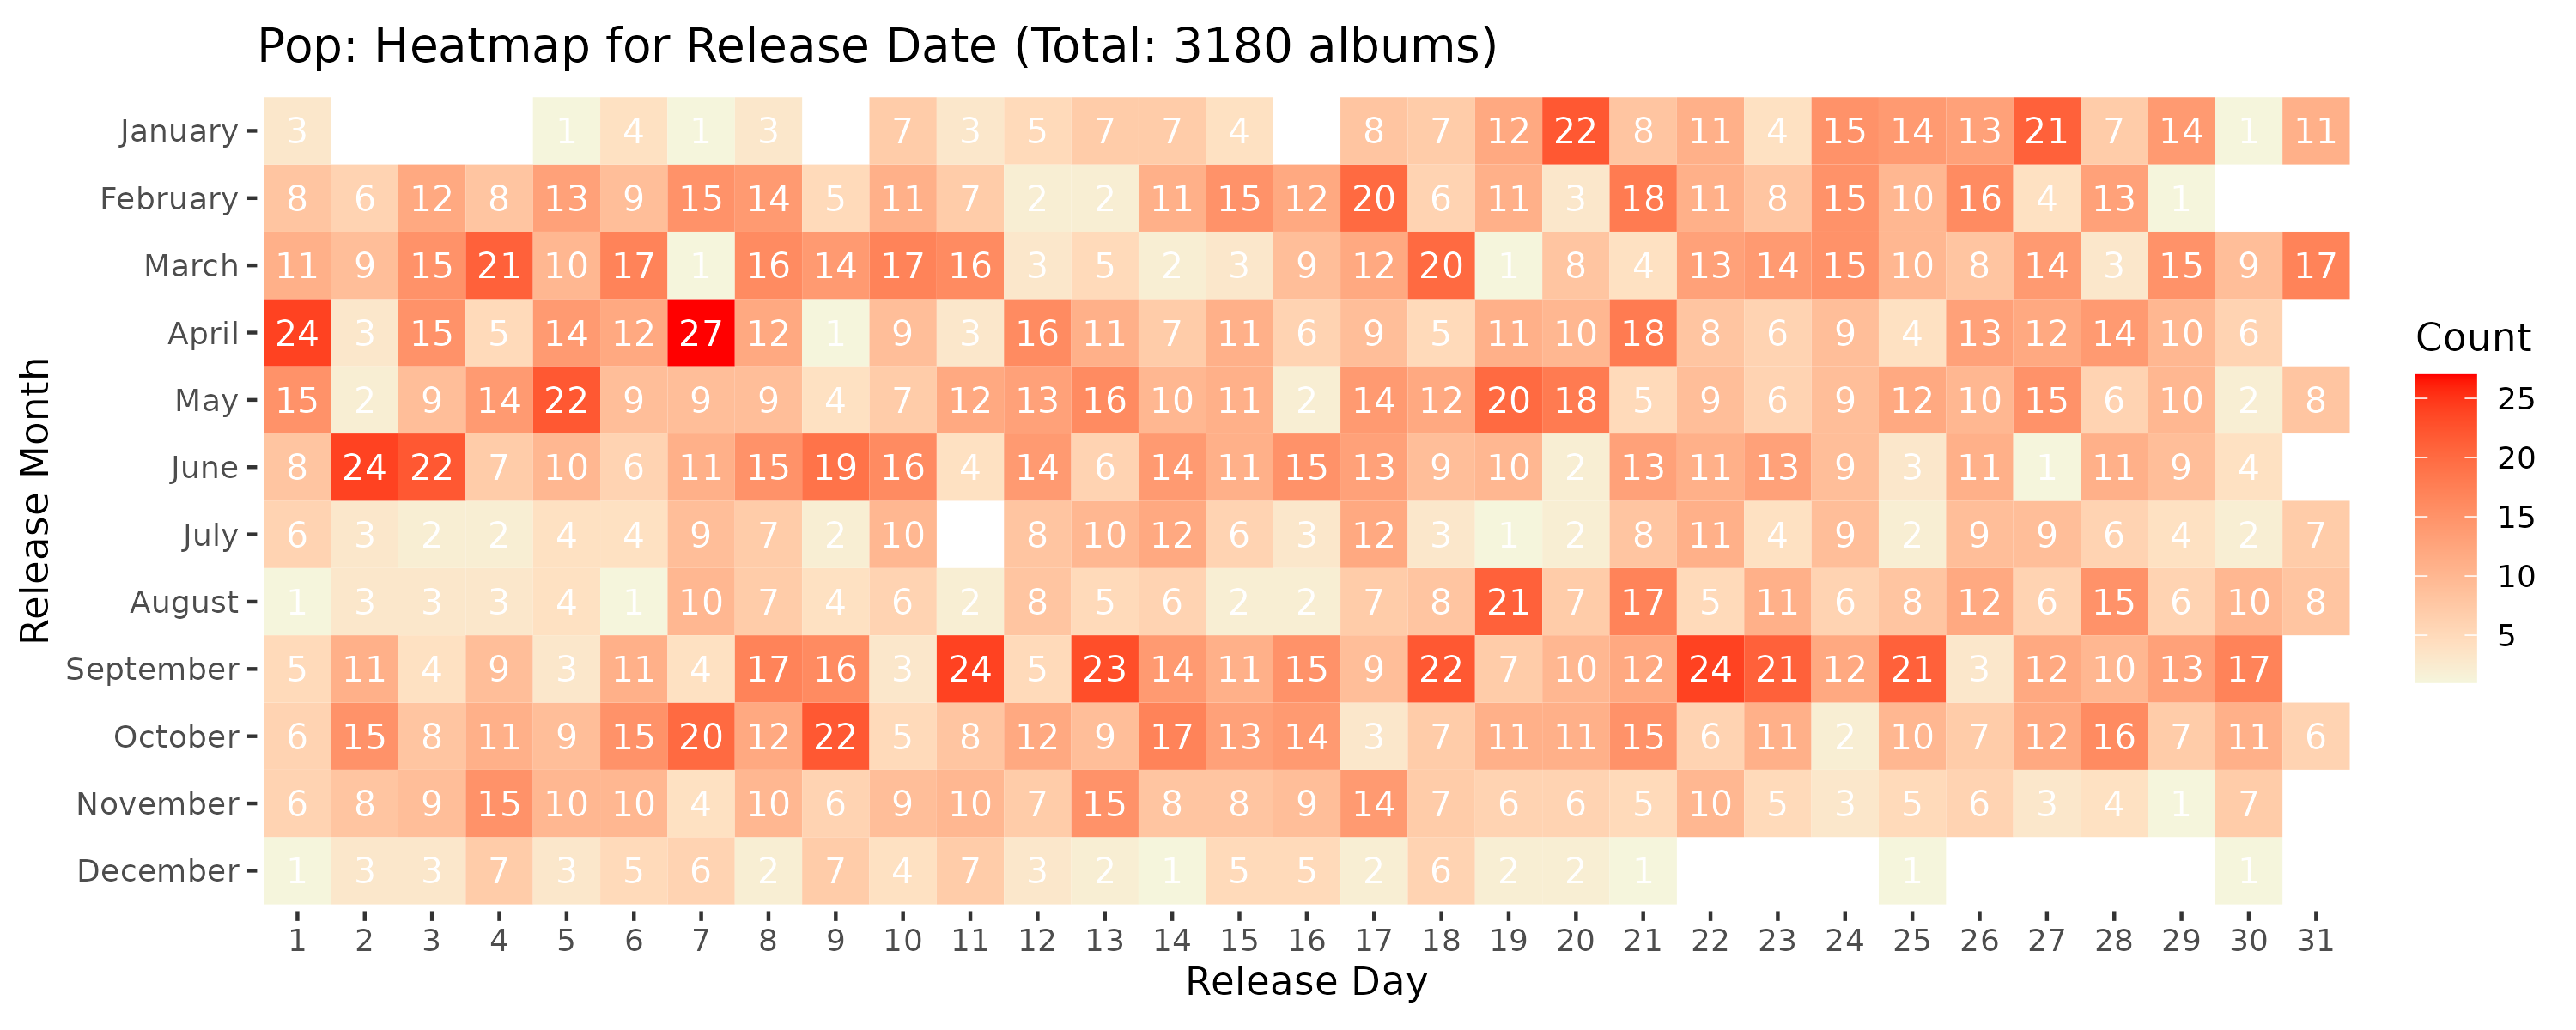 Pop: Heatmap for Release Date (Total: 3180 albums)
January 3 1 4 1 3 7 3 5 7 7 4 8 7 12 22 8 11 4 15 14 13 21 7 14 1 11
February 8 6 12 8 13 9 15 14 5 11 7 2 2 11 15 12 20 6 11 3 18 11 8 15 10 16 4 13 1
March 11 9 15 21 10 17 1 16 14 17 16 3 5 2 3 9 12 20 1 8 4 13 14 15 10 8 14 3 15 9 17
April 24 3 15 5 14 12 27 12 1 9 3 16 11 7 11 6 9 5 11 10 18 8 6 9 4 13 12 14 10 6
May 15 2 9 14 22 9 9 9 4 7 12 13 16 10 11 2 14 12 20 18 5 9 6 9 12 10 15 6 10 2 8
June 8 24 22 7 10 6 11 15 19 16 4 14 6 14 11 15 13 9 10 2 13 11 13 9 3 11 1 11 9 4
July 6 3 2 2 4 4 9 7 2 10 8 10 12 6 3 12 3 1 2 8 11 4 9 2 9 9 6 4 2 7
August 1 3 3 3 4 1 10 7 4 6 2 8 5 6 2 2 7 8 21 7 17 5 11 6 8 12 6 15 6 10 8
September 5 11 4 9 3 11 4 17 16 3 24 5 23 14 11 15 9 22 7 10 12 24 21 12 21 3 12 10 13 17
October 6 15 8 11 9 15 20 12 22 5 8 12 9 17 13 14 3 7 11 11 15 6 11 2 10 7 12 16 7 11 6
November 6 8 9 15 10 10 4 10 6 9 10 7 15 8 8 9 14 7 6 6 5 10 5 3 5 6 3 4 1 7
December 1 3 3 7 3 5 6 2 7 4 7 3 2 1 5 5 2 6 2 2 1 1 1
1 2 3 4 5 6 7 8 9 10 11 12 13 14 15 16 17 18 19 20 21 22 23 24 25 26 27 28 29 30 31
Release Day
Release Month
Count
25
20
15
10
5